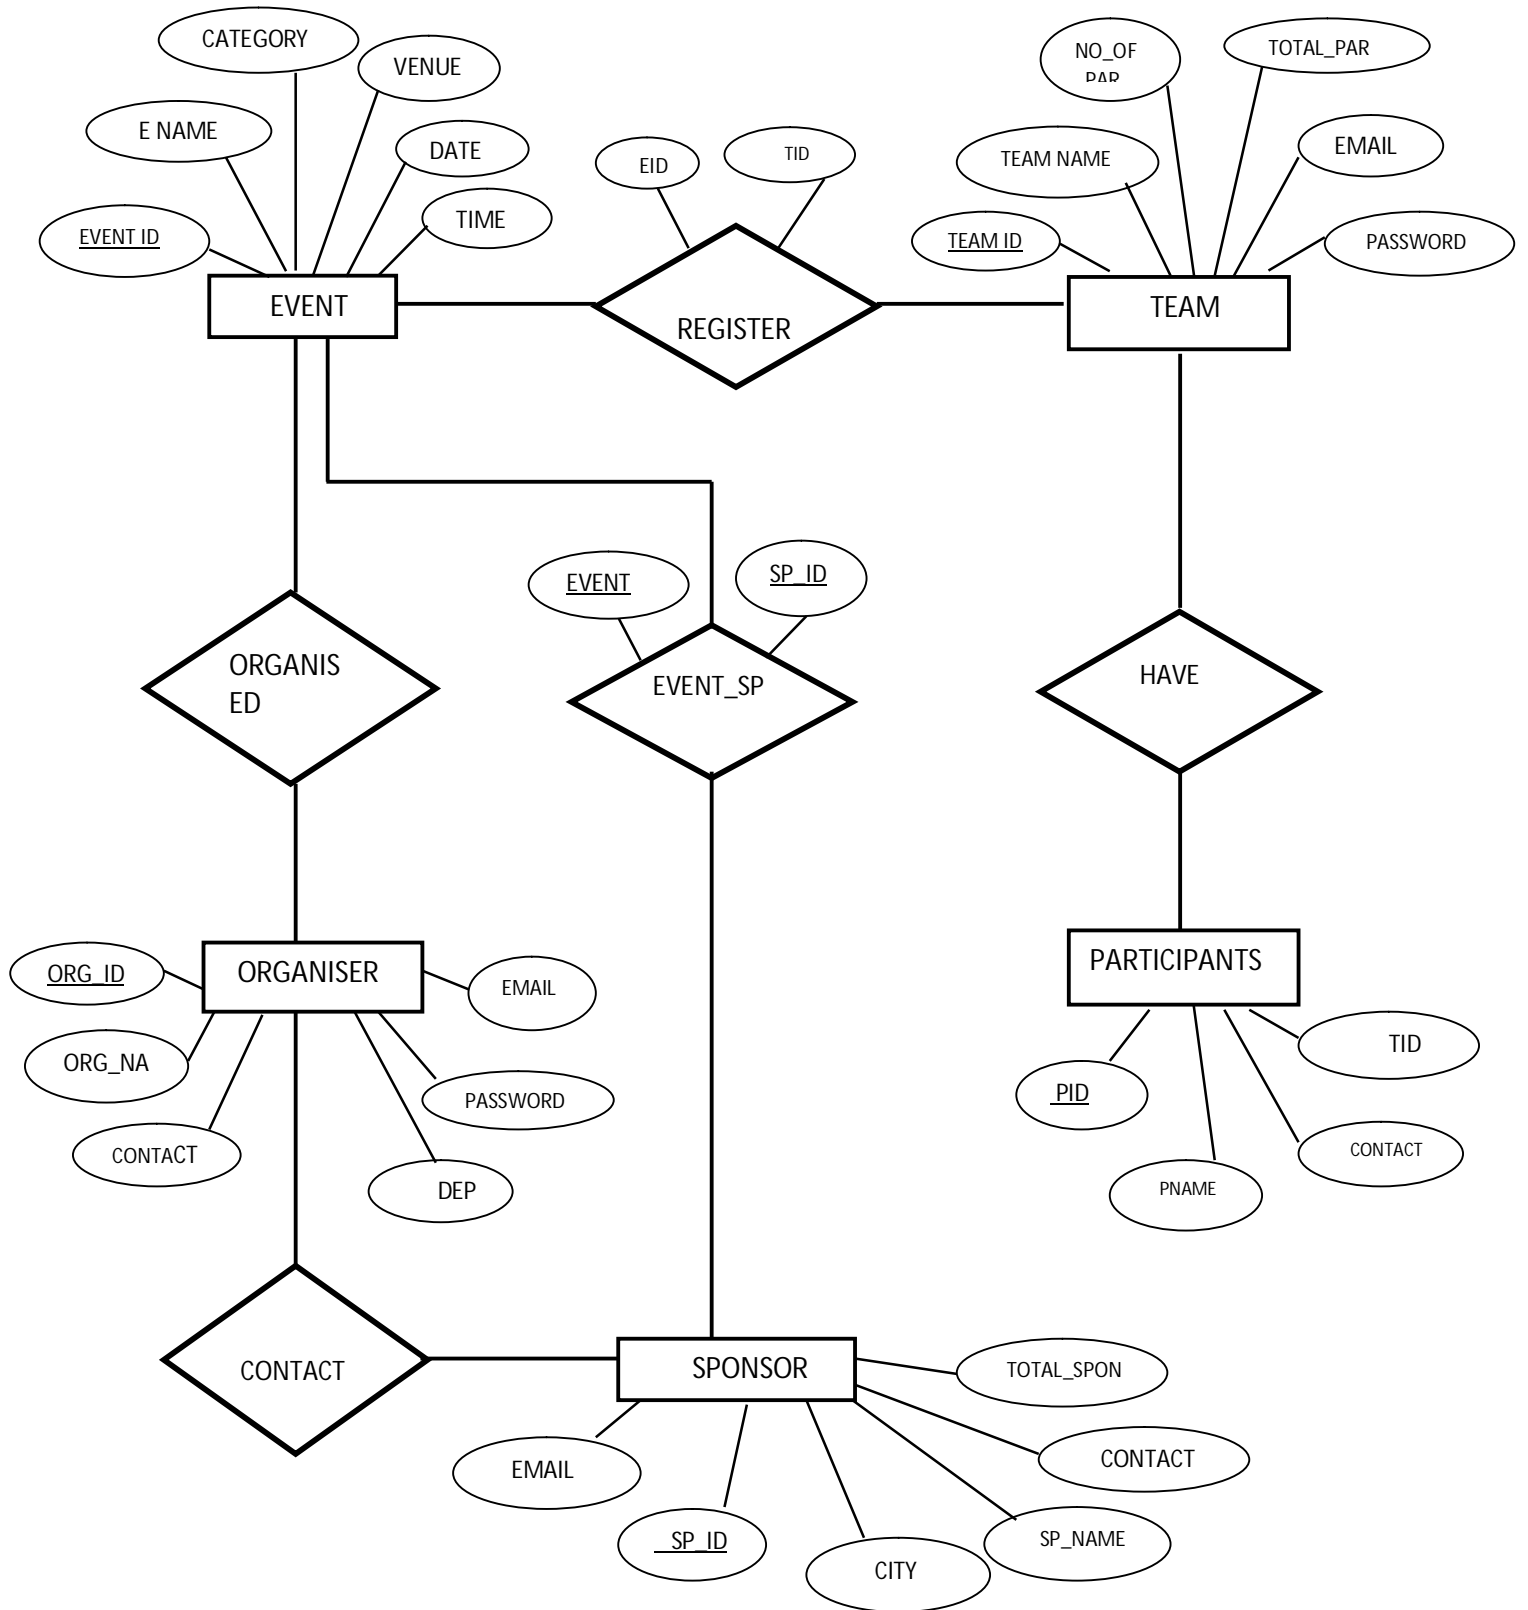 CATEGORY
VENUE
NO_OF
PAR
TOTAL_PAR
E NAME
DATE
EID
TID
TEAM NAME
EMAIL
EVENT ID
TIME
TEAM ID
PASSWORD
EVENT
REGISTER
TEAM
EVENT
SP_ID
ORGANIS
ED
EVENT_SP
HAVE
ORG_ID
ORGANISER
EMAIL
PARTICIPANTS
ORG_NA
PASSWORD
TID
PID
CONTACT
DEP
CONTACT
PNAME
CONTACT
SPONSOR
TOTAL_SPON
EMAIL
CONTACT
SP_ID
CITY
SP_NAME